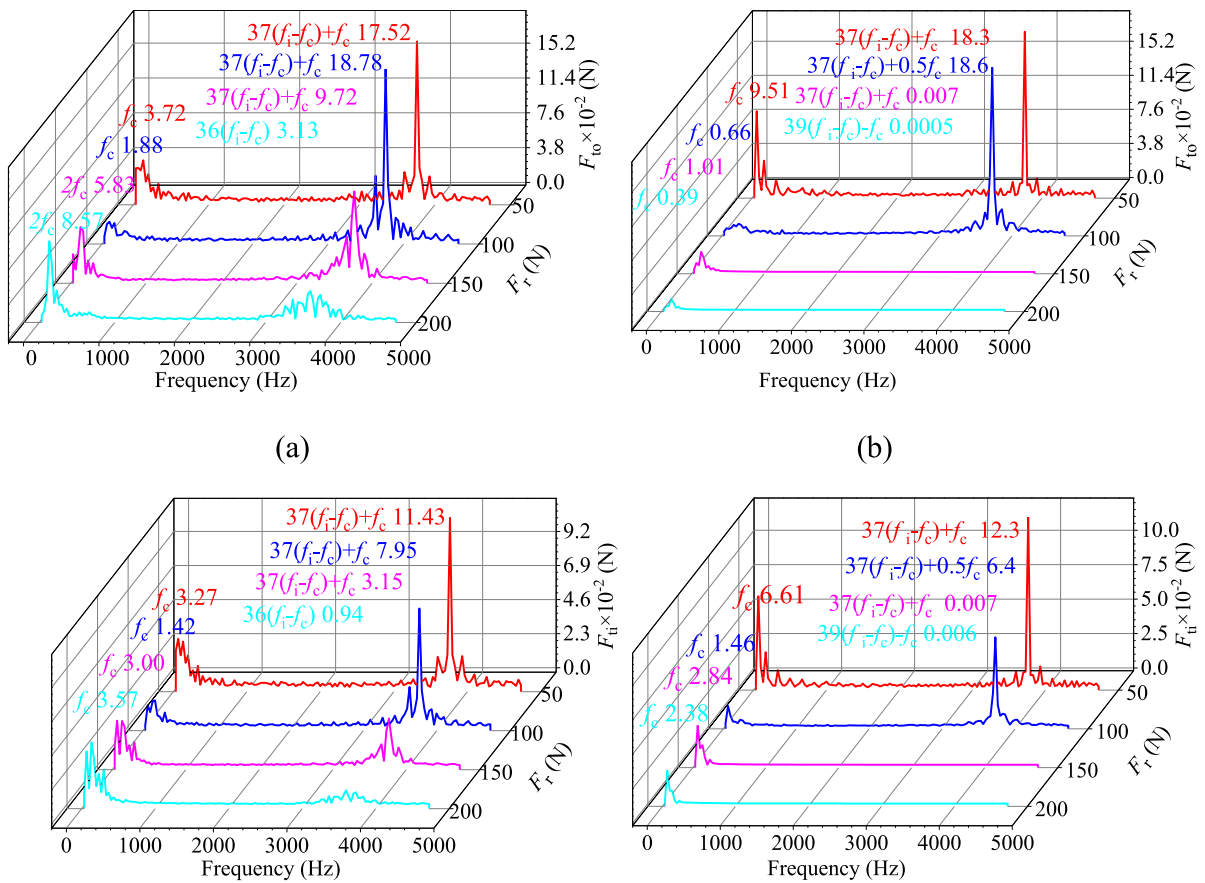 37(fi-fc)+fc 17.52
37(fi-fc)+fc 18.78
37(fi-fc)+fc 9.72
36(fi-fc) 3.13
fc 3.72
fc 1.88
2fc 5.83
2fc 8.57
15.2
11.4
7.6
3.8
0.0
Fto×10-2 (N)
50
100
150
200
Fr (N)
0 1000 2000 3000 4000 5000
Frequency (Hz)
(a)
37(fi-fc)+fc 18.3
37(fi-fc)+0.5fc 18.6
37(fi-fc)+fc 0.007
39(fi-fc)-fc 0.0005
fc 9.51
fc 0.66
fc 1.01
fc 0.39
15.2
11.4
7.6
3.8
0.0
Fto×10-2 (N)
50
100
150
200
Fr (N)
0 1000 2000 3000 4000 5000
Frequency (Hz)
(b)
37(fi-fc)+fc 11.43
37(fi-fc)+fc 7.95
37(fi-fc)+fc 3.15
36(fi-fc) 0.94
fc 3.27
fc 1.42
fc 3.00
fc 3.57
9.2
6.9
4.6
2.3
0.0
Fti×10-2 (N)
50
100
150
200
Fr (N)
0 1000 2000 3000 4000 5000
Frequency (Hz)
37(fi-fc)+fc 12.3
37(fi-fc)+0.5fc 6.4
37(fi-fc)+fc 0.007
39(fi-fc)-fc 0.006
fc 6.61
fc 1.46
fc 2.84
fc 2.38
10.0
7.5
5.0
2.5
0.0
Fti×10-2 (N)
50
100
150
200
Fr (N)
0 1000 2000 3000 4000 5000
Frequency (Hz)